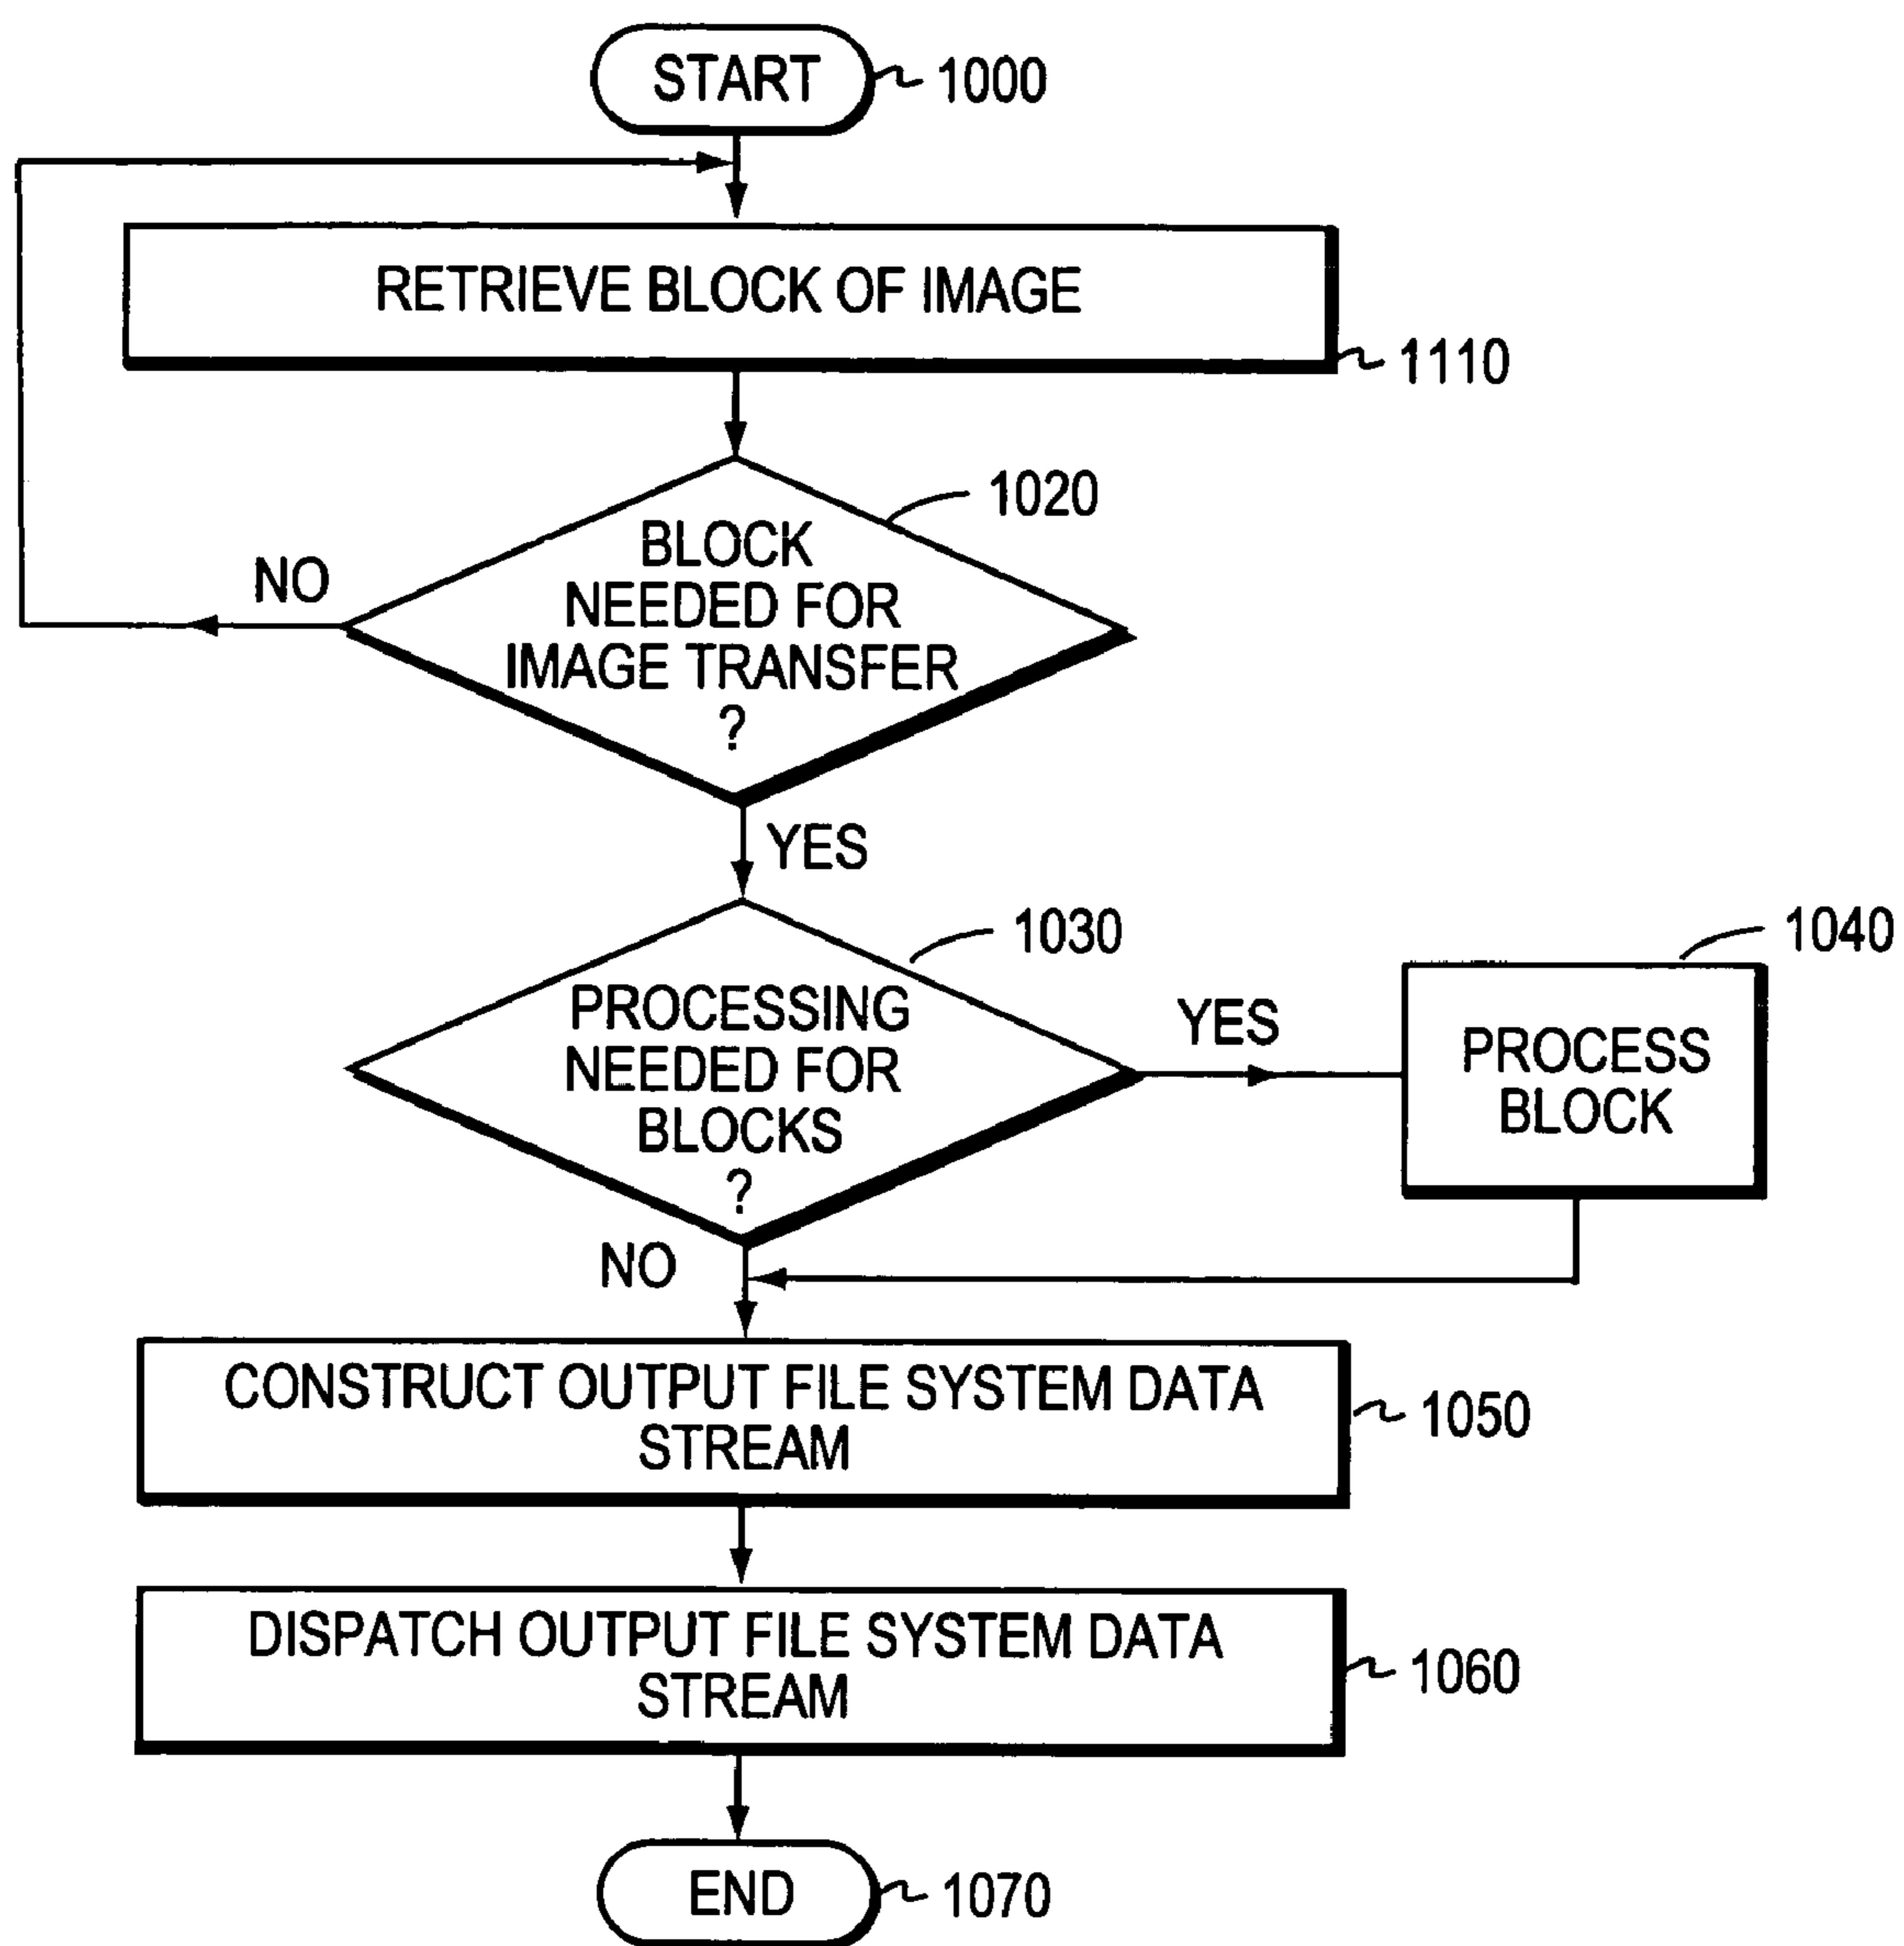 START
1000
RETRIEVE BLOCK OF IMAGE
1110
1020
BLOCK
NEEDED FOR
IMAGE TRANSFER
?
NO
YES
1030
1040
PROCESSING
NEEDED FOR
BLOCKS
?
YES
PROCESS
BLOCK
NO
CONSTRUCT OUTPUT FILE SYSTEM DATA
STREAM
1050
DISPATCH OUTPUT FILE SYSTEM DATA
STREAM
1060
END
1070